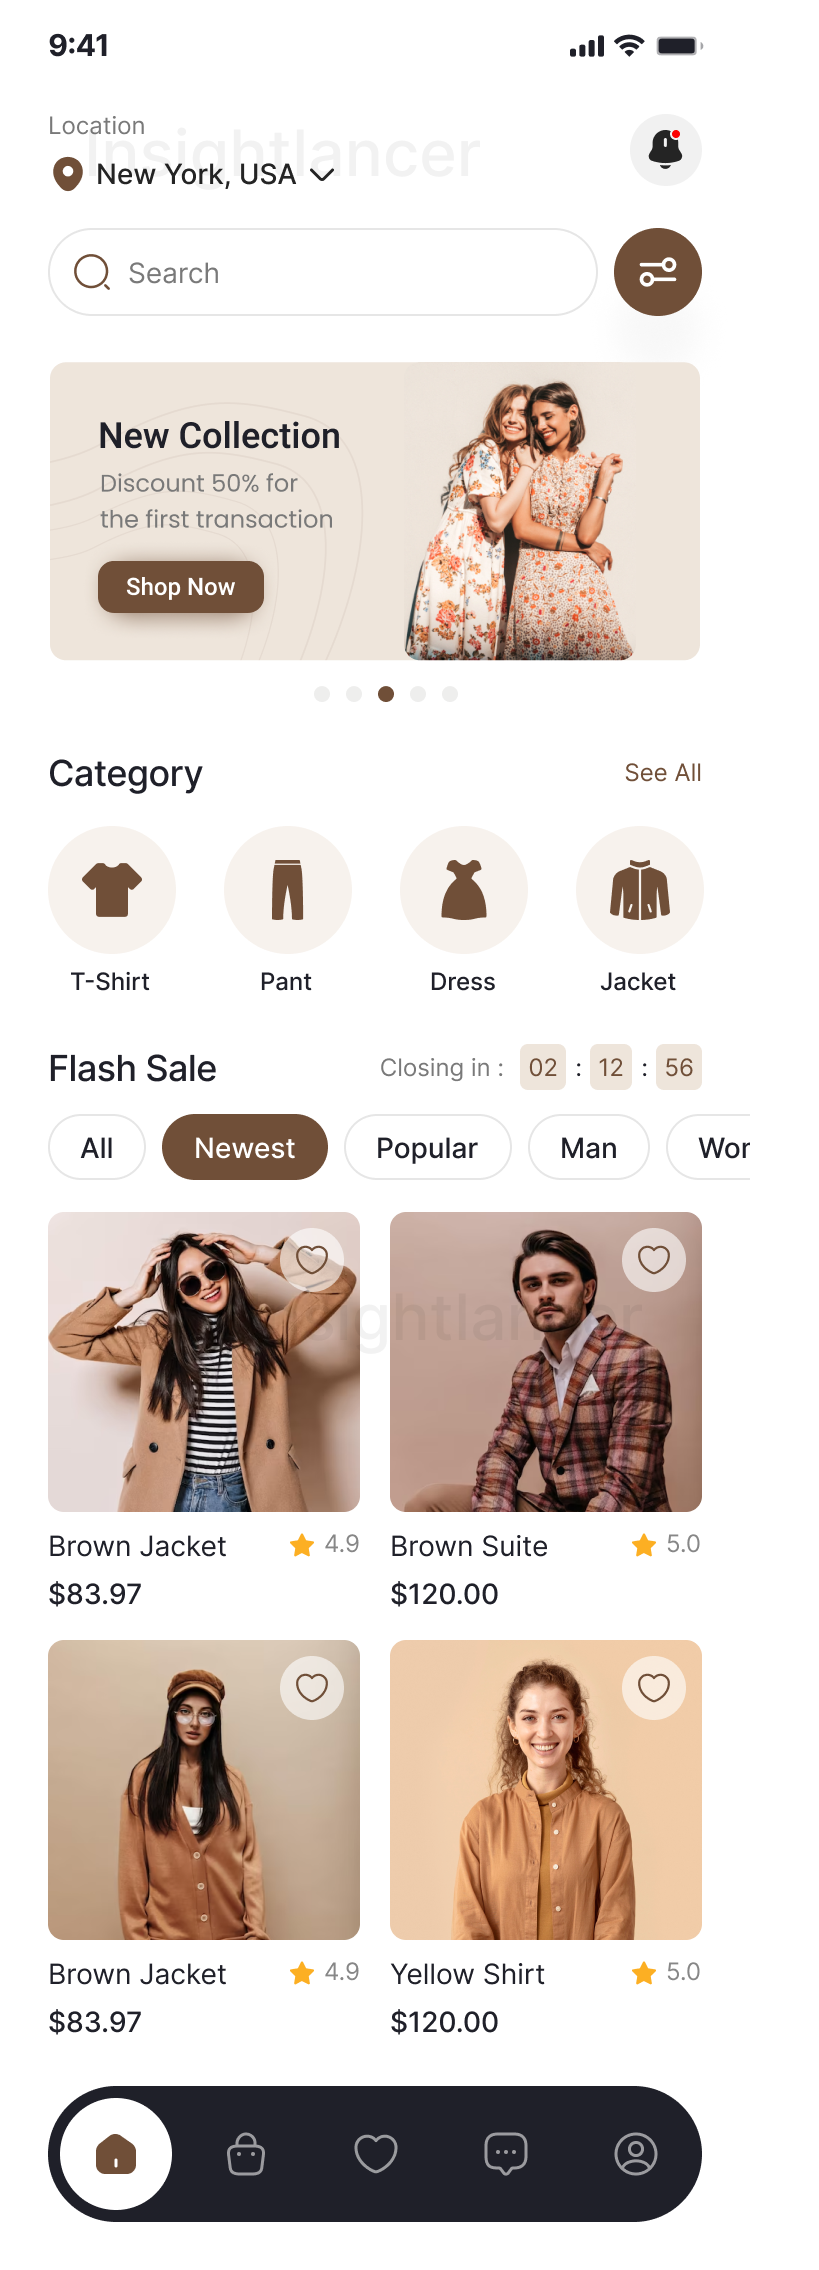 9:41
Location
Insightlancer
New York, USA
Search
New Collection
Discount 50% for
the first transaction
Shop Now
Category
See All
T-Shirt
Pant
Dress
Jacket
Flash Sale
Closing in :
02 : 12 : 56
All
Newest
Popular
Man
Wor
Insightlancer
Brown Jacket
4.9
$83.97
Brown Suite
5.0
$120.00
Brown Jacket
4.9
$83.97
Yellow Shirt
5.0
$120.00